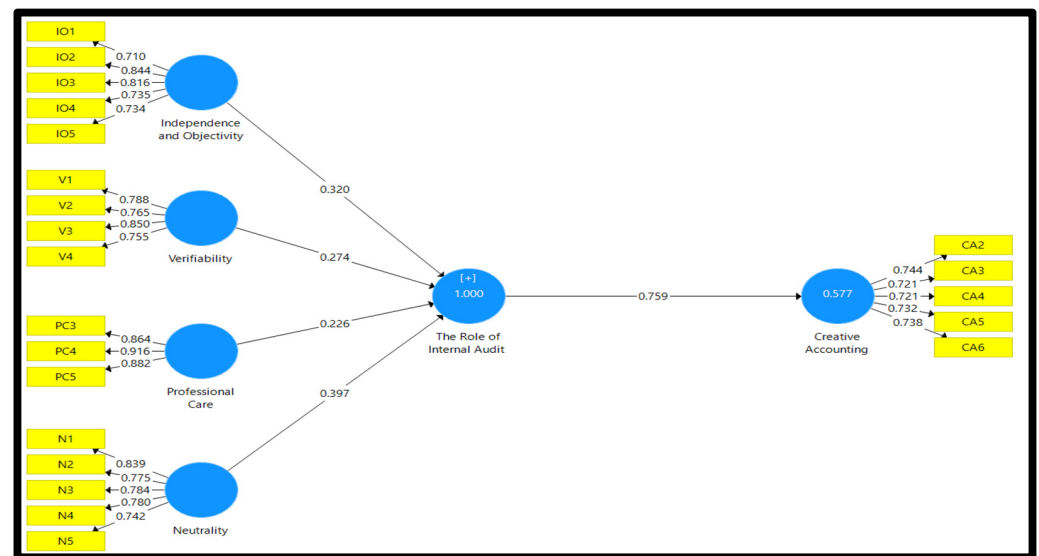 IO1
IO2
IO3
IO4
IO5
0.710
0.844
0.816
0.735
0.734
Independence
and Objectivity
0.320
V1
V2
V3
V4
0.788
0.765
0.850
0.755
Verifiability
0.274
PC3
PC4
PC5
0.864
0.916
0.882
Professional
Care
0.226
N1
N2
N3
N4
N5
0.839
0.775
0.784
0.780
0.742
Neutrality
0.397
[+]
1.000
The Role of
Internal Audit
0.759
0.577
Creative
Accounting
0.744
0.721
0.721
0.732
0.738
CA2
CA3
CA4
CA5
CA6